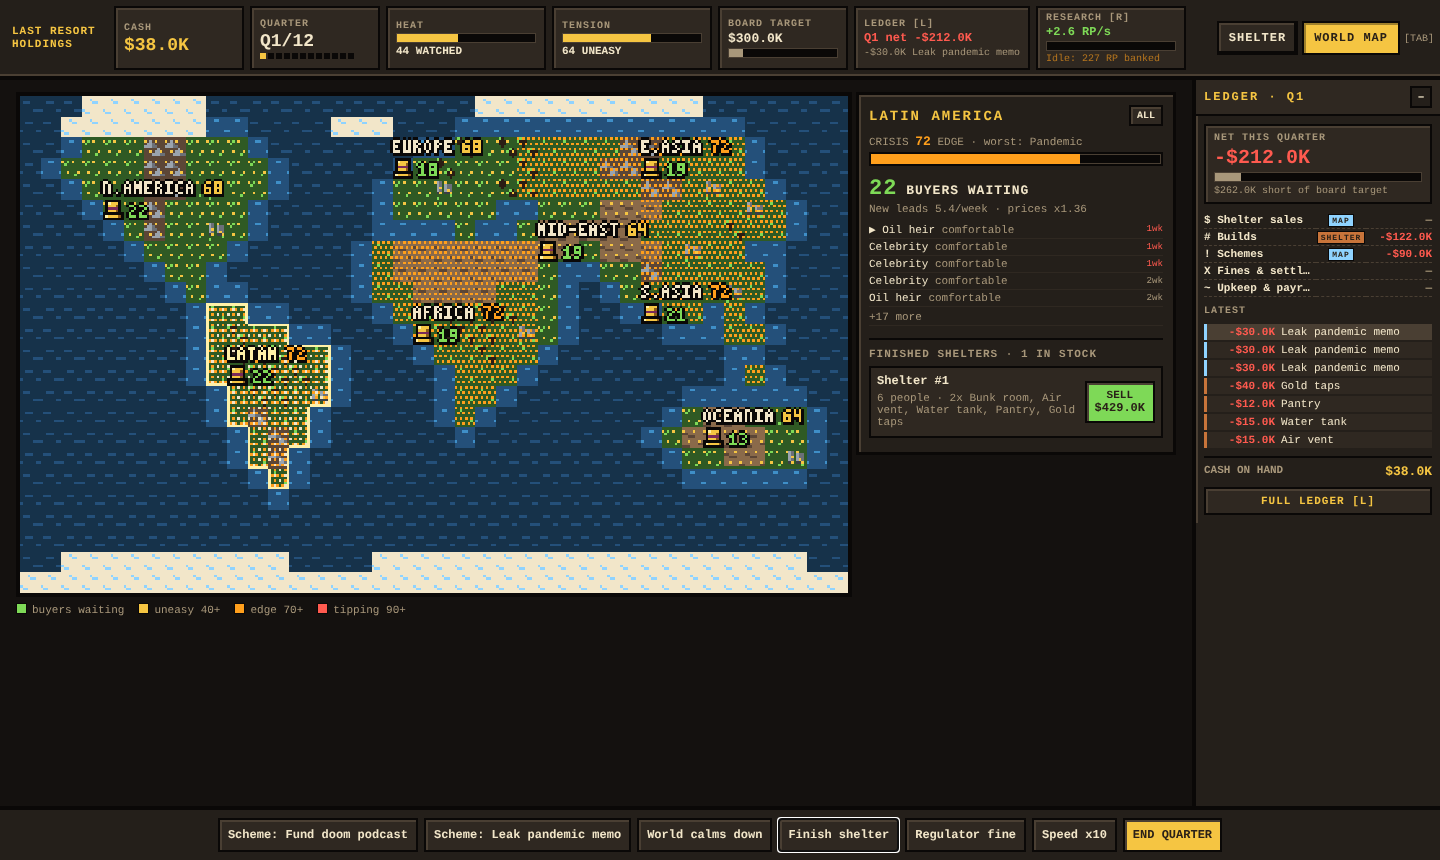 LAST RESORT
HOLDINGS
CASH
$38.0K
QUARTER
Q1/12
HEAT
44 WATCHED
TENSION
64 UNEASY
BOARD TARGET
$300.0K
LEDGER [L]
Q1 net -$212.0K
-$30.0K Leak pandemic memo
RESEARCH [R]
+2.6 RP/s
Idle: 227 RP banked
SHELTER
WORLD MAP
[TAB]
N.AMERICA 68
22
EUROPE 68
18
E.ASIA 72
19
MID-EAST 64
19
S.ASIA 72
21
AFRICA 72
19
LATAM 72
22
OCEANIA 64
13
buyers waiting
uneasy 40+
edge 70+
tipping 90+
LATIN AMERICA
ALL
CRISIS 72 EDGE · worst: Pandemic
22 BUYERS WAITING
New leads 5.4/week · prices x1.36
▶ Oil heir comfortable 1wk
Celebrity comfortable 1wk
Celebrity comfortable 1wk
Celebrity comfortable 2wk
Oil heir comfortable 2wk
+17 more
FINISHED SHELTERS · 1 IN STOCK
Shelter #1
6 people · 2x Bunk room, Air
vent, Water tank, Pantry, Gold
taps
SELL
$429.0K
LEDGER · Q1
–
NET THIS QUARTER
-$212.0K
$262.0K short of board target
$ Shelter sales MAP —
# Builds SHELTER -$122.0K
! Schemes MAP -$90.0K
X Fines & settl… —
~ Upkeep & payr… —
LATEST
-$30.0K Leak pandemic memo
-$30.0K Leak pandemic memo
-$30.0K Leak pandemic memo
-$40.0K Gold taps
-$12.0K Pantry
-$15.0K Water tank
-$15.0K Air vent
CASH ON HAND $38.0K
FULL LEDGER [L]
Scheme: Fund doom podcast
Scheme: Leak pandemic memo
World calms down
Finish shelter
Regulator fine
Speed x10
END QUARTER